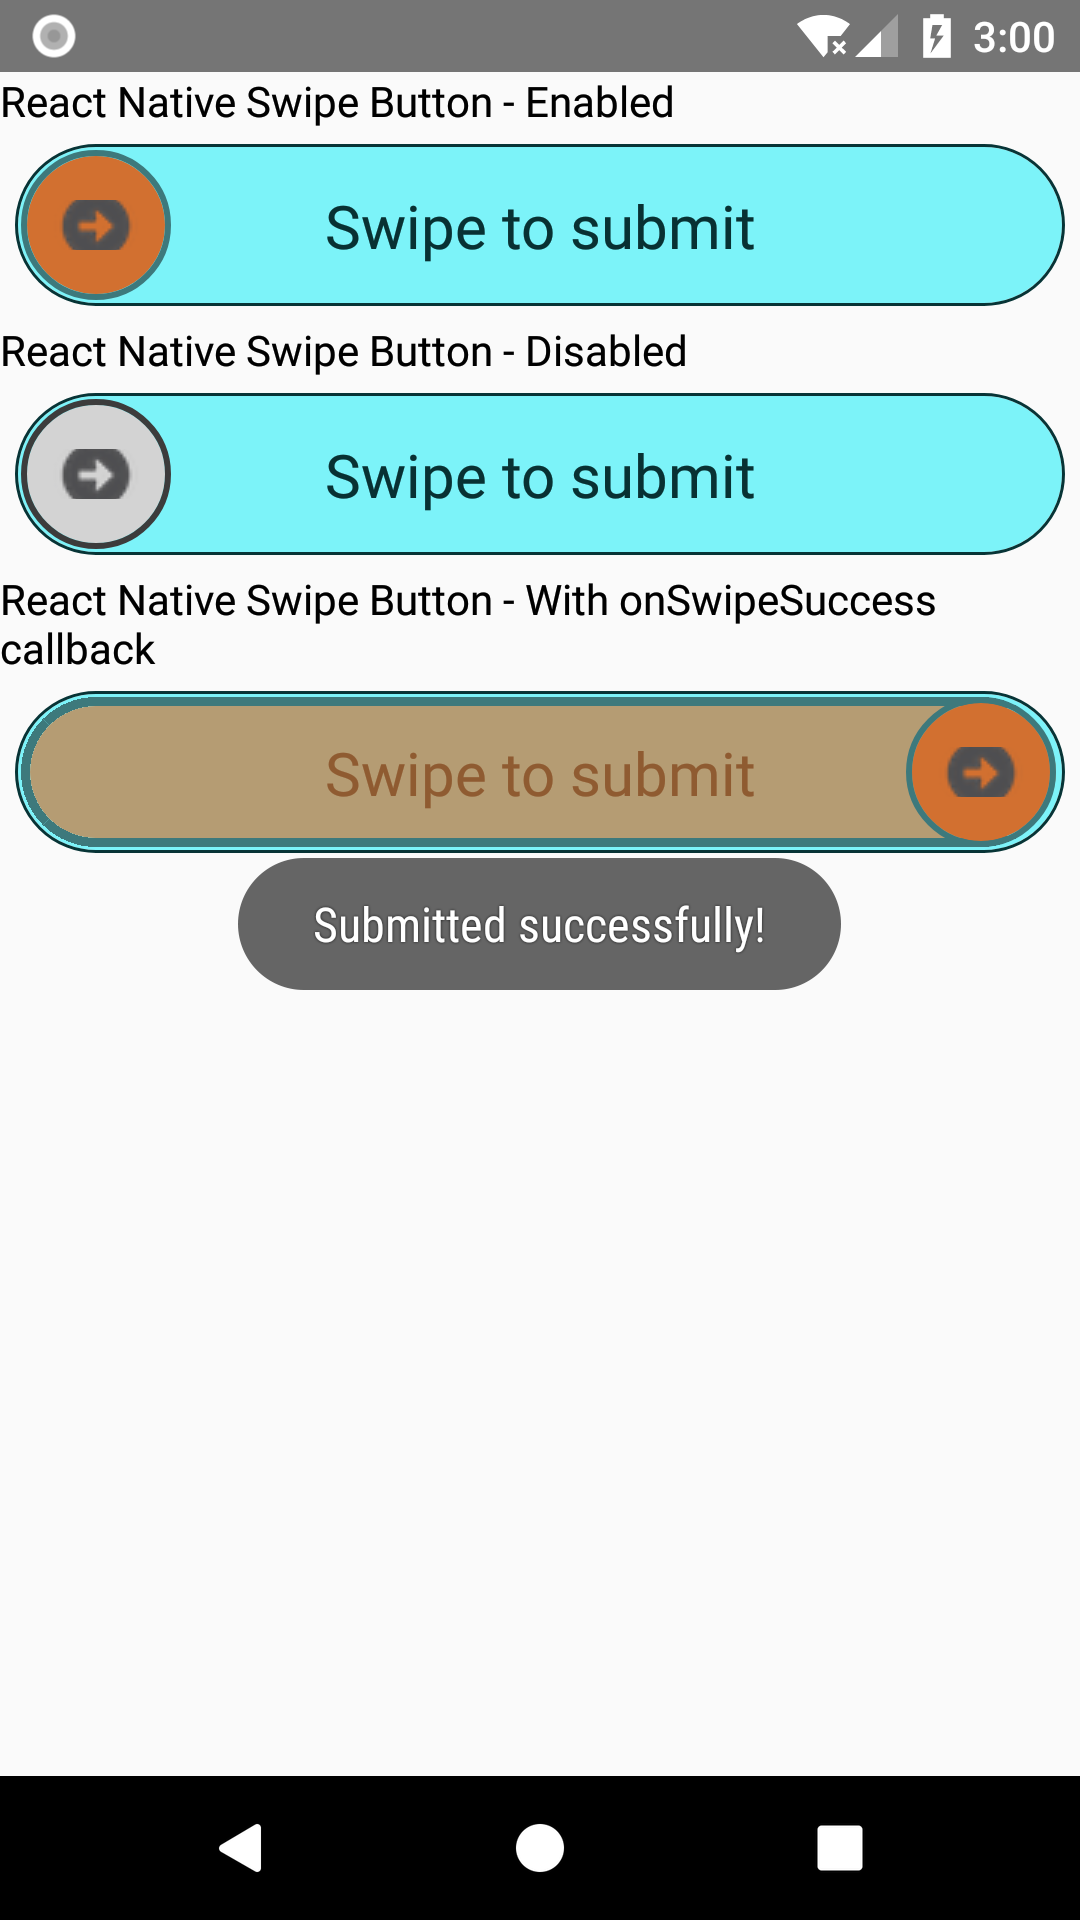 3:00
React Native Swipe Button - Enabled
Swipe to submit
React Native Swipe Button - Disabled
Swipe to submit
React Native Swipe Button - With onSwipeSuccess
callback
Swipe to submit
Submitted successfully!